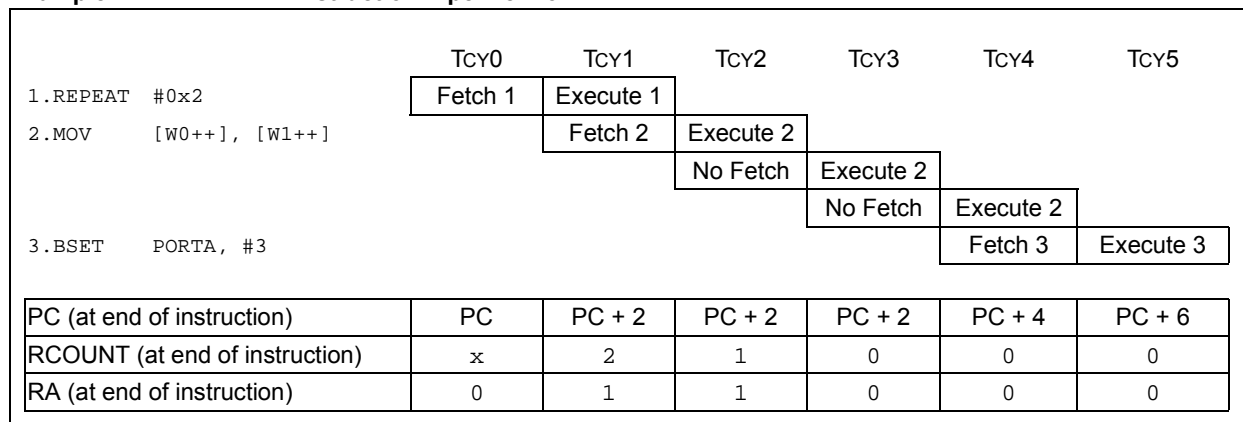 TCY0 TCY1 TCY2 TCY3 TCY4 TCY5
1.REPEAT #0x2 Fetch 1 Execute 1
2.MOV [W0++], [W1++] Fetch 2 Execute 2
No Fetch Execute 2
No Fetch Execute 2
3.BSET PORTA, #3 Fetch 3 Execute 3
PC (at end of instruction) PC PC + 2 PC + 2 PC + 2 PC + 4 PC + 6
RCOUNT (at end of instruction) x 2 1 0 0 0
RA (at end of instruction) 0 1 1 0 0 0